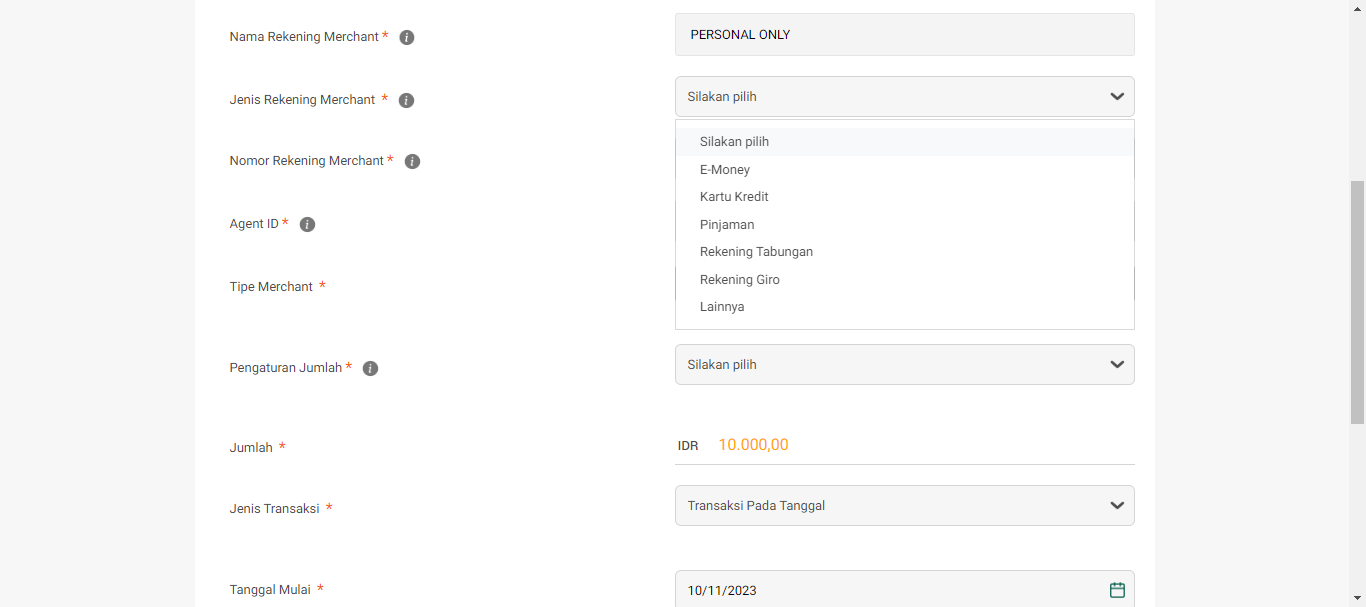 Nama Rekening Merchant * i
PERSONAL ONLY
Jenis Rekening Merchant * i
Silakan pilih
Silakan pilih
E-Money
Kartu Kredit
Pinjaman
Rekening Tabungan
Rekening Giro
Lainnya
Nomor Rekening Merchant * i
Agent ID * i
Tipe Merchant *
Pengaturan Jumlah * i
Silakan pilih
Jumlah *
IDR 10.000,00
Jenis Transaksi *
Transaksi Pada Tanggal
Tanggal Mulai *
10/11/2023